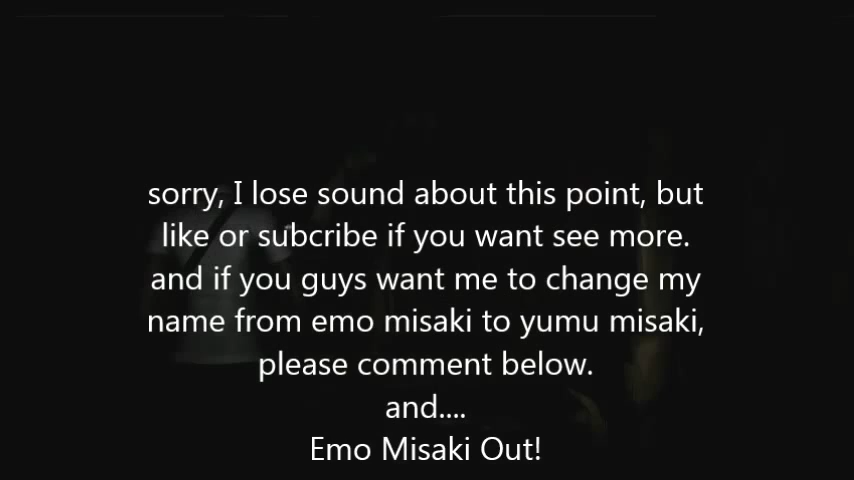 sorry, I lose sound about this point, but
like or subcribe if you want see more.
and if you guys want me to change my
name from emo misaki to yumu misaki,
please comment below.
and....
Emo Misaki Out!